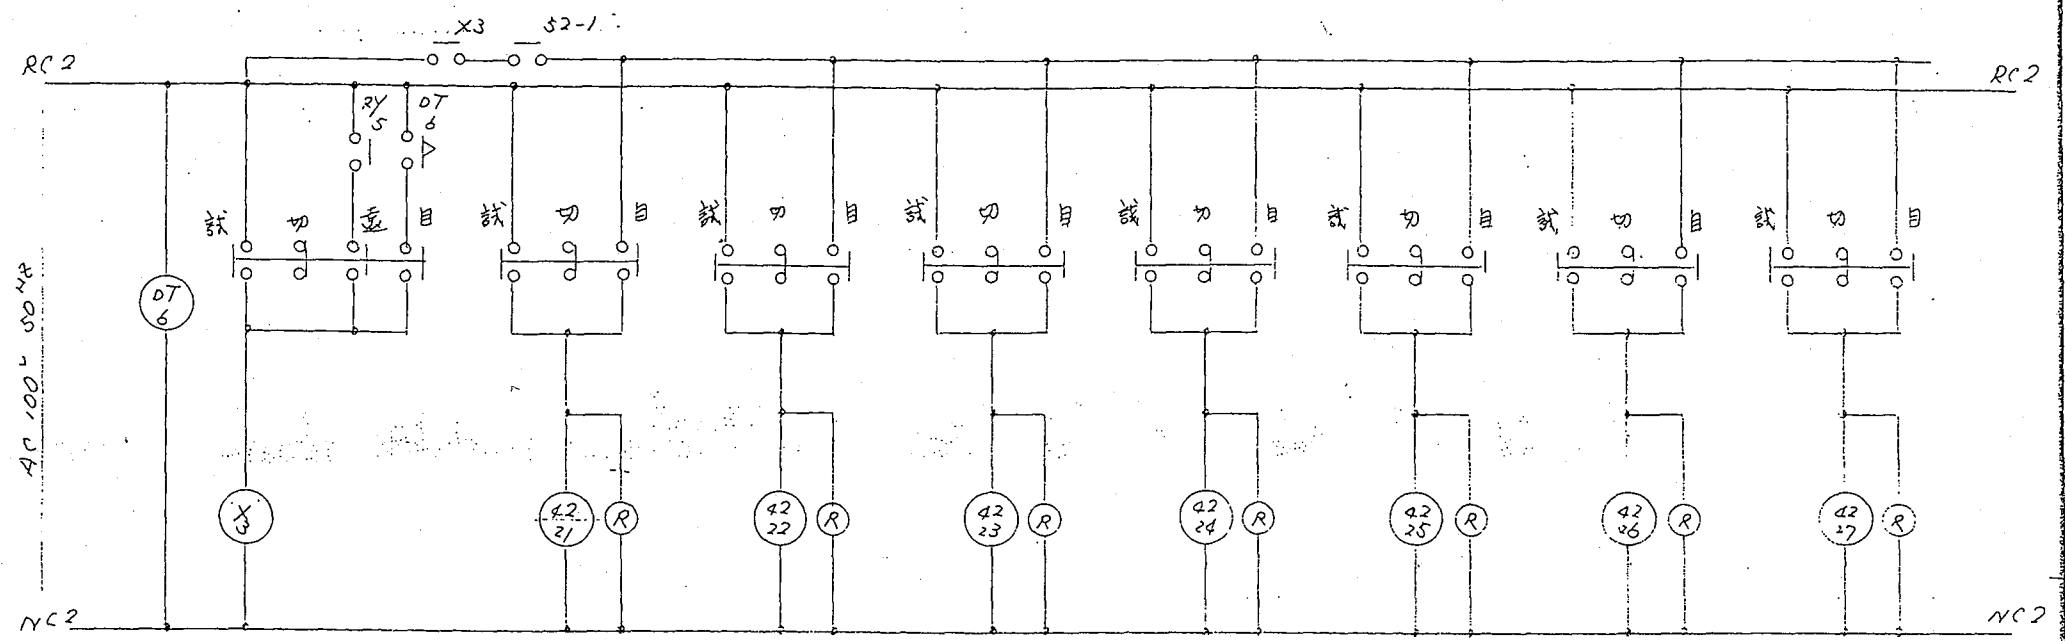 X3 52-1
RC2 RC2
RY 5 DT 6
試 切 遠 自 試 切 自 試 切 自 試 切 自 試 切 自 試 切 自 試 切 自 試 切 自
DT 6
AC 100V 50Hz
X3 42 21 R 42 22 R 42 23 R 42 24 R 42 25 R 42 26 R 42 27 R
NC2 NC2